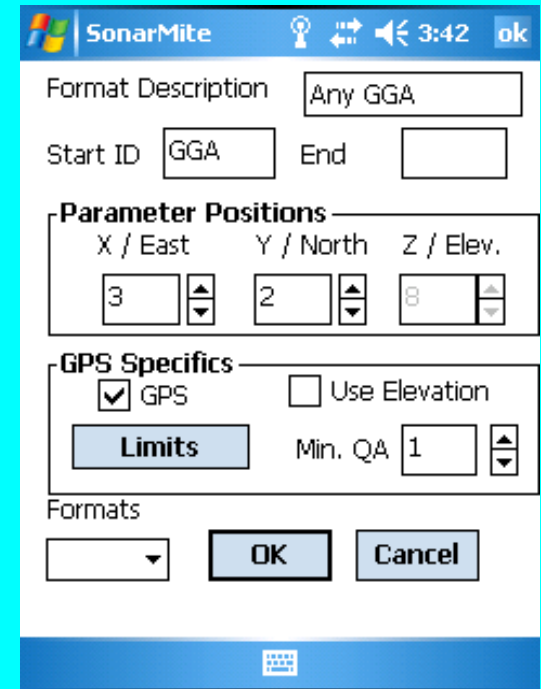 SonarMite 3:42 ok
Format Description Any GGA
Start ID GGA End
Parameter Positions
X / East Y / North Z / Elev.
3 2 8
GPS Specifics
GPS Use Elevation
Limits Min. QA 1
Formats
OK Cancel